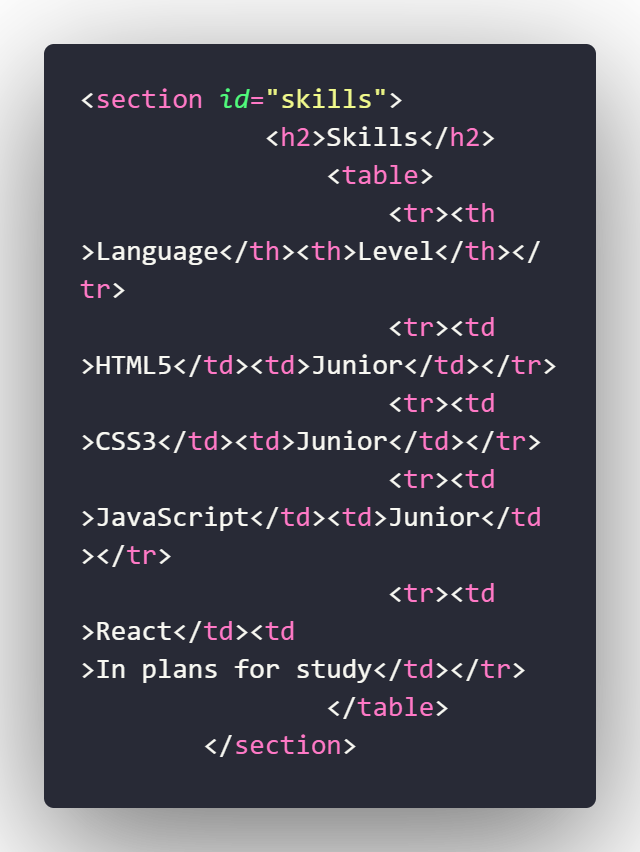 <section id="skills">
            <h2>Skills</h2>
                <table>
                    <tr><th
>Language</th><th>Level</th></
tr>
                    <tr><td
>HTML5</td><td>Junior</td></tr>
                    <tr><td
>CSS3</td><td>Junior</td></tr>
                    <tr><td
>JavaScript</td><td>Junior</td
></tr>
                    <tr><td
>React</td><td
>In plans for study</td></tr>
                </table>
        </section>